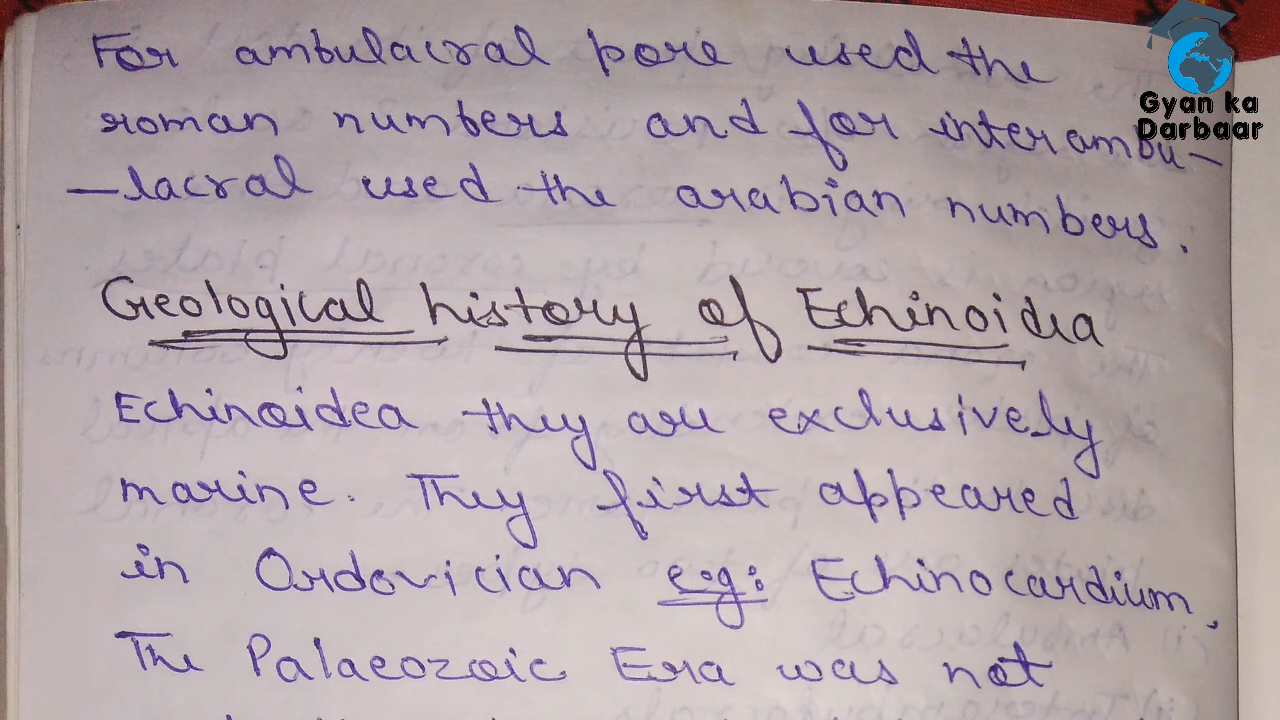 For ambulacral pore used the
roman numbers and for interambu-
-lacral used the arabian numbers.
Geological history of Echinoidea
Echinoidea they are exclusively
marine. They first appeared
in Ordovician e.g: Echinocardium,
The Palaeozoic Era was not
Gyan ka
Darbaar